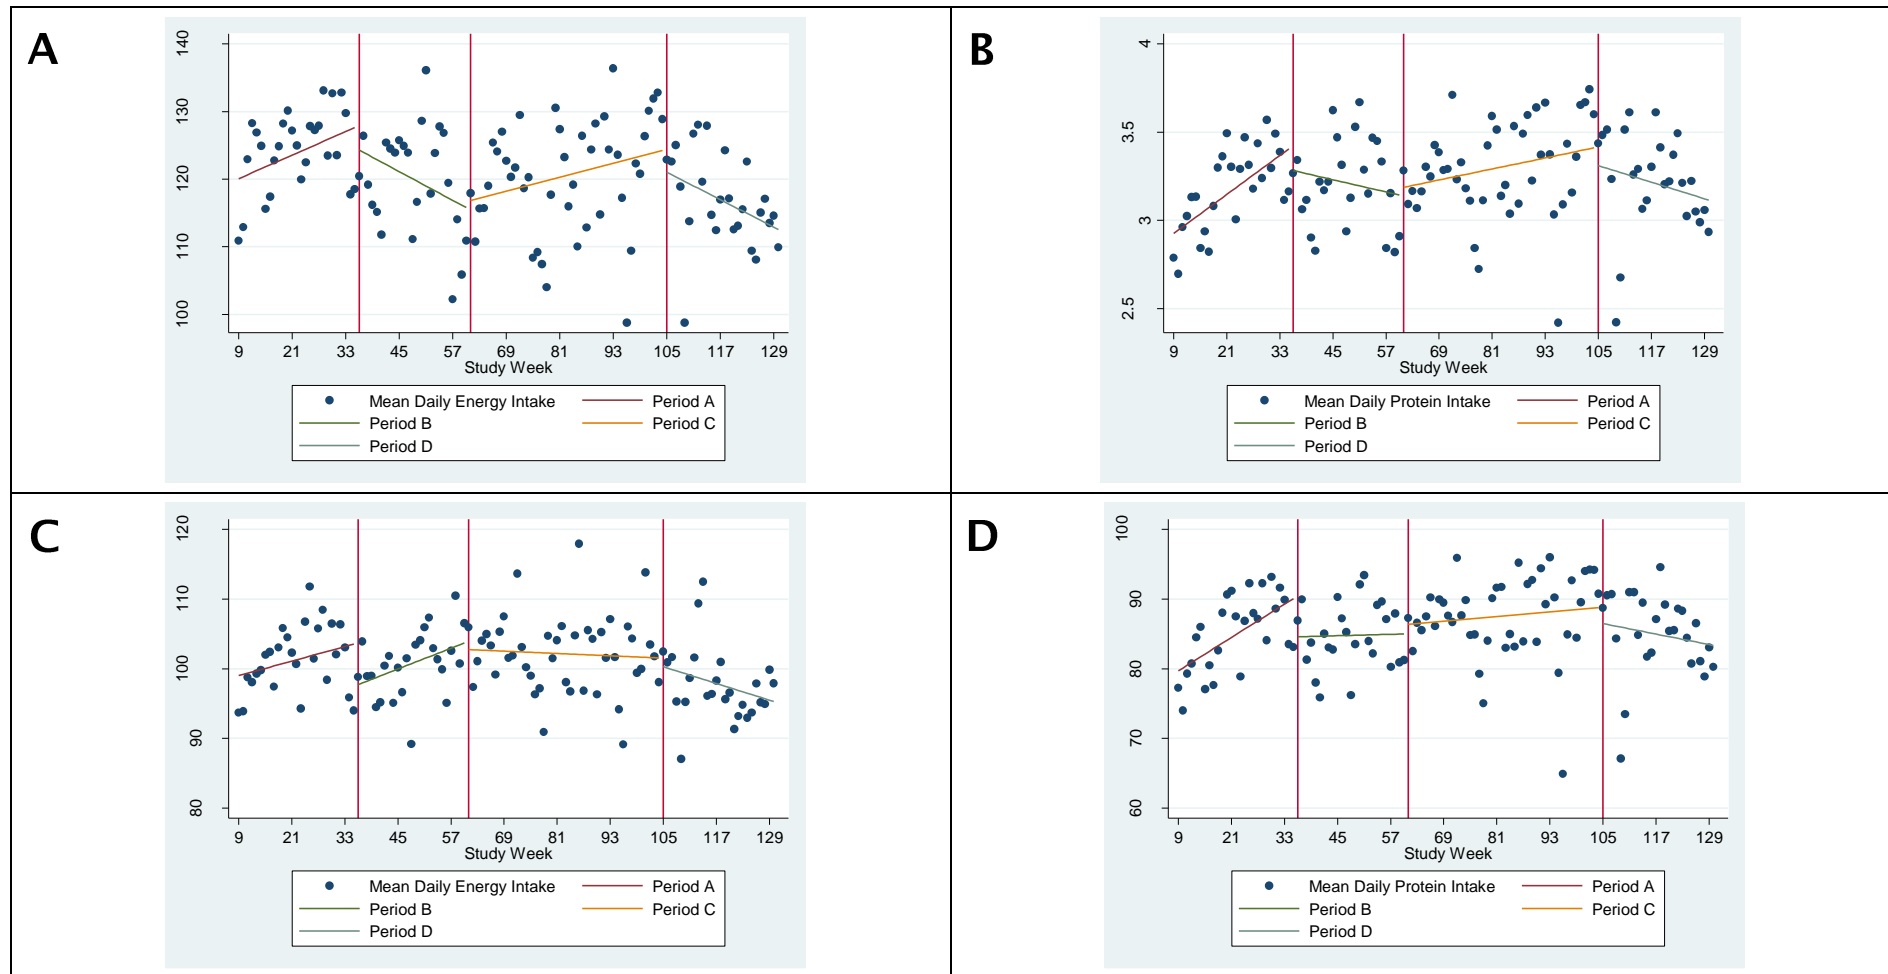 A
140
130
120
110
100
9 21 33 45 57 69 81 93 105 117 129
Study Week
Mean Daily Energy Intake Period A
Period B Period C
Period D
B
4
3.5
3
2.5
9 21 33 45 57 69 81 93 105 117 129
Study Week
Mean Daily Protein Intake Period A
Period B Period C
Period D
C
120
110
100
90
80
9 21 33 45 57 69 81 93 105 117 129
Study Week
Mean Daily Energy Intake Period A
Period B Period C
Period D
D
100
90
80
70
60
9 21 33 45 57 69 81 93 105 117 129
Study Week
Mean Daily Protein Intake Period A
Period B Period C
Period D